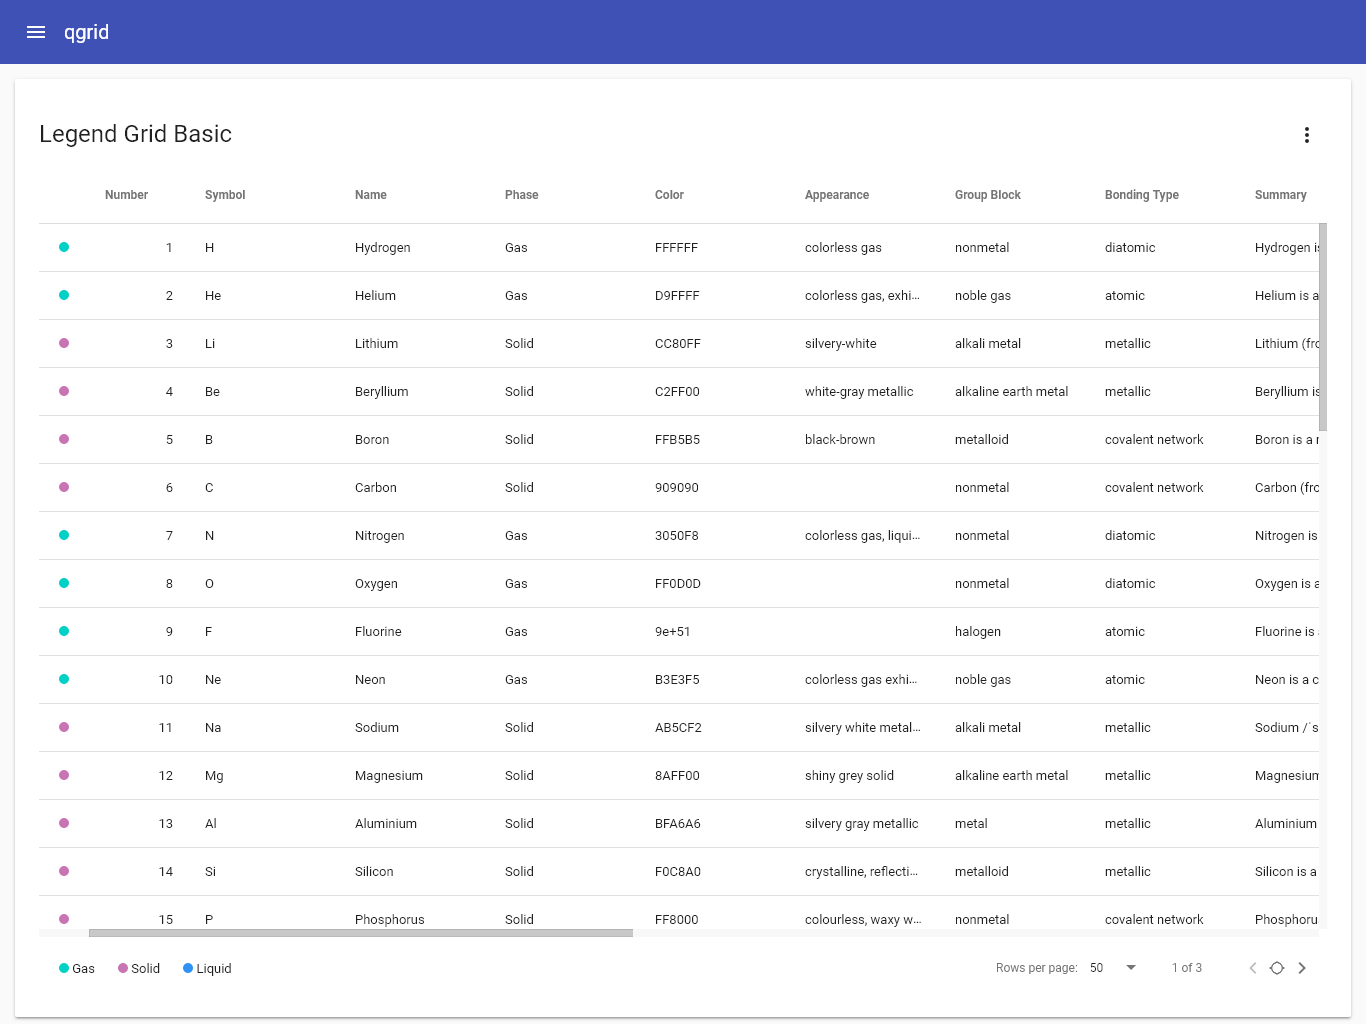 qgrid
Legend Grid Basic
Number Symbol Name Phase Color Appearance Group Block Bonding Type Summary
1 H Hydrogen Gas FFFFFF colorless gas nonmetal diatomic Hydrogen is
2 He Helium Gas D9FFFF colorless gas, exhi... noble gas atomic Helium is a
3 Li Lithium Solid CC80FF silvery-white alkali metal metallic Lithium (fro
4 Be Beryllium Solid C2FF00 white-gray metallic alkaline earth metal metallic Beryllium is
5 B Boron Solid FFB5B5 black-brown metalloid covalent network Boron is a
6 C Carbon Solid 909090 nonmetal covalent network Carbon (fro
7 N Nitrogen Gas 3050F8 colorless gas, liqui... nonmetal diatomic Nitrogen is
8 O Oxygen Gas FF0D0D nonmetal diatomic Oxygen is a
9 F Fluorine Gas 9e+51 halogen atomic Fluorine is
10 Ne Neon Gas B3E3F5 colorless gas exhi... noble gas atomic Neon is a c
11 Na Sodium Solid AB5CF2 silvery white metal... alkali metal metallic Sodium /ˈs
12 Mg Magnesium Solid 8AFF00 shiny grey solid alkaline earth metal metallic Magnesium
13 Al Aluminium Solid BFA6A6 silvery gray metallic metal metallic Aluminium
14 Si Silicon Solid F0C8A0 crystalline, reflecti... metalloid metallic Silicon is a
15 P Phosphorus Solid FF8000 colourless, waxy w... nonmetal covalent network Phosphoru
Gas Solid Liquid Rows per page: 50 1 of 3